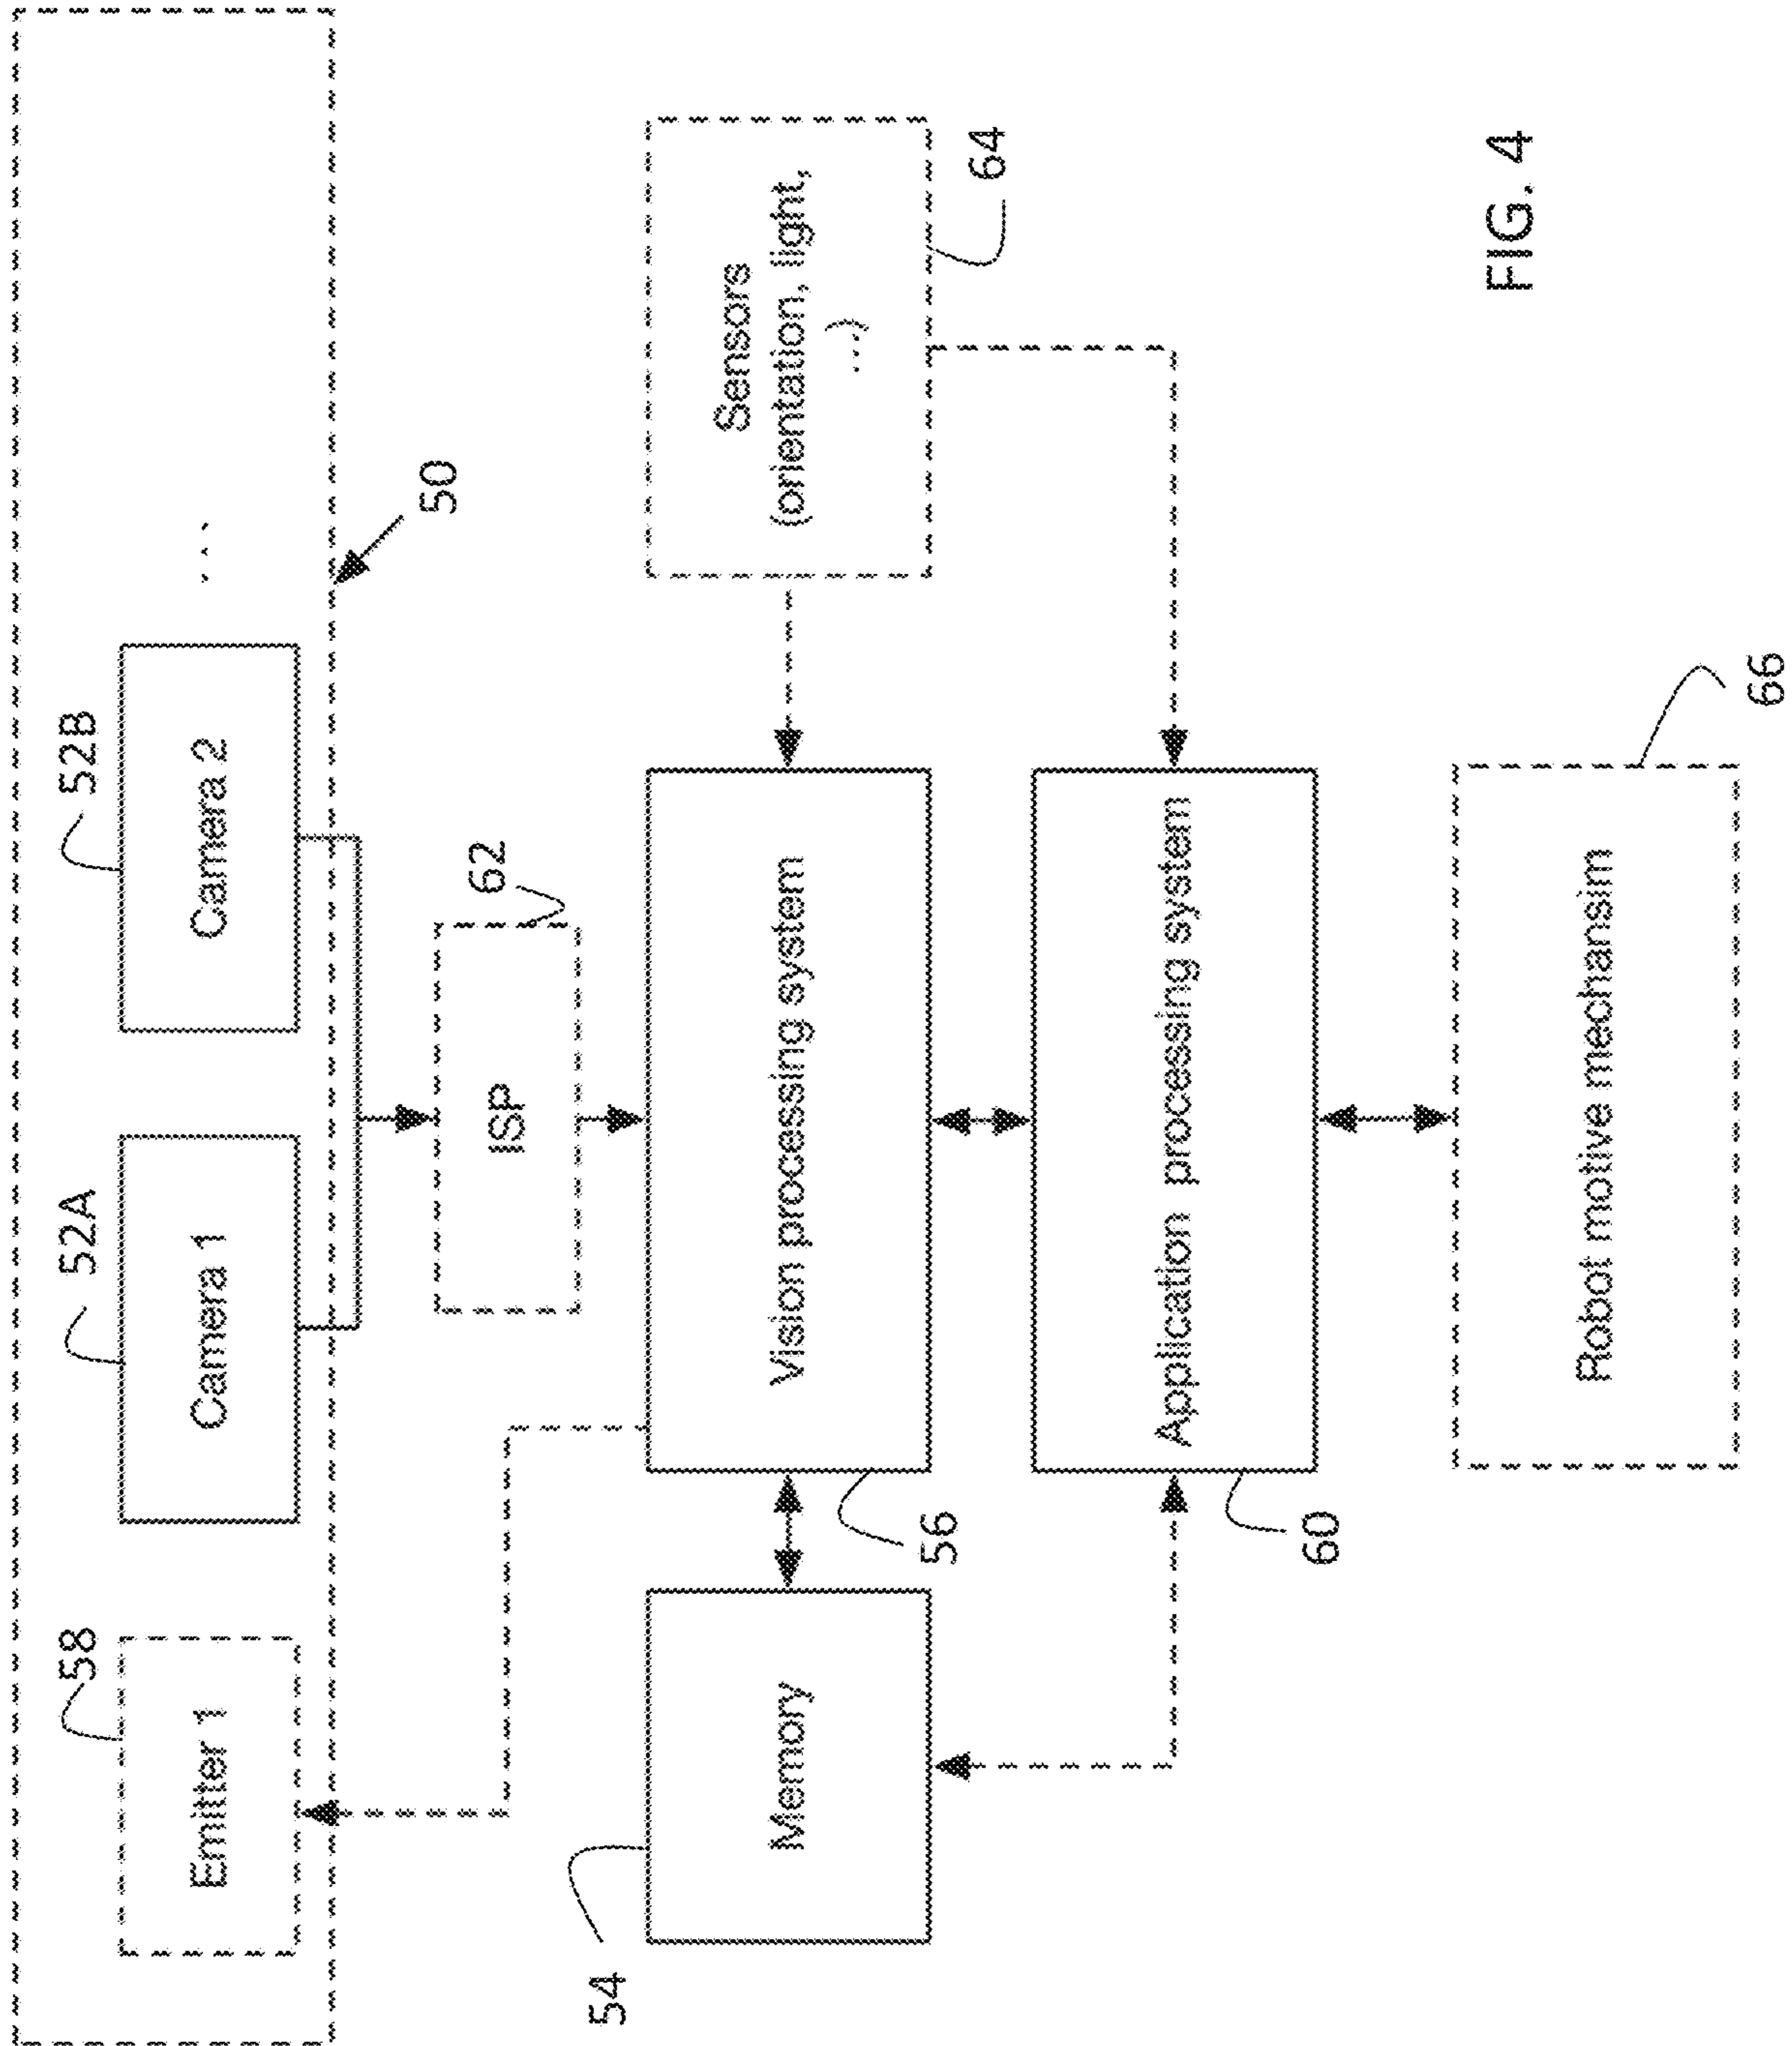 58
52A
52B
Emitter 1
Camera 1
Camera 2
...
50
62
ISP
54
Memory
Vision processing system
Sensors
(orientation, light,
...)
56
64
Application processing system
60
Robot motive mechansim
66
FIG. 4